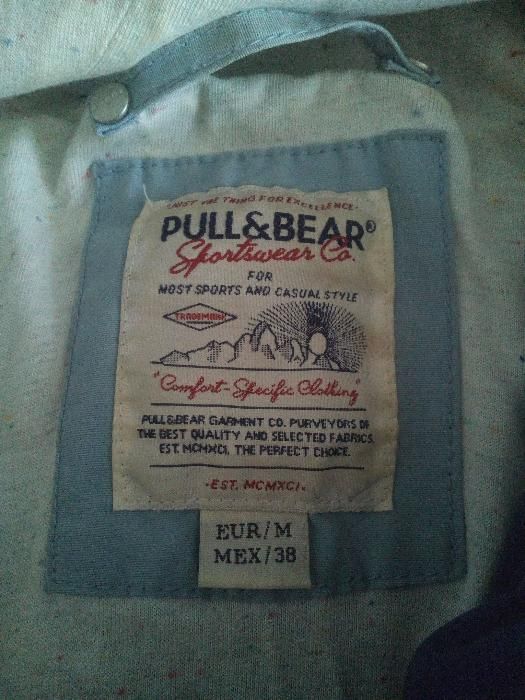 ·JUST THE THING FOR EXCELLENCE·
PULL&BEAR®
Sportswear Co.
FOR
MOST SPORTS AND CASUAL STYLE
TRADEMARK
"Comfort-Specific Clothing"
PULL&BEAR GARMENT CO. PURVEYORS OF
THE BEST QUALITY AND SELECTED FABRICS.
EST. MCMXCI. THE PERFECT CHOICE.
·EST. MCMXCI·
EUR/M
MEX/38